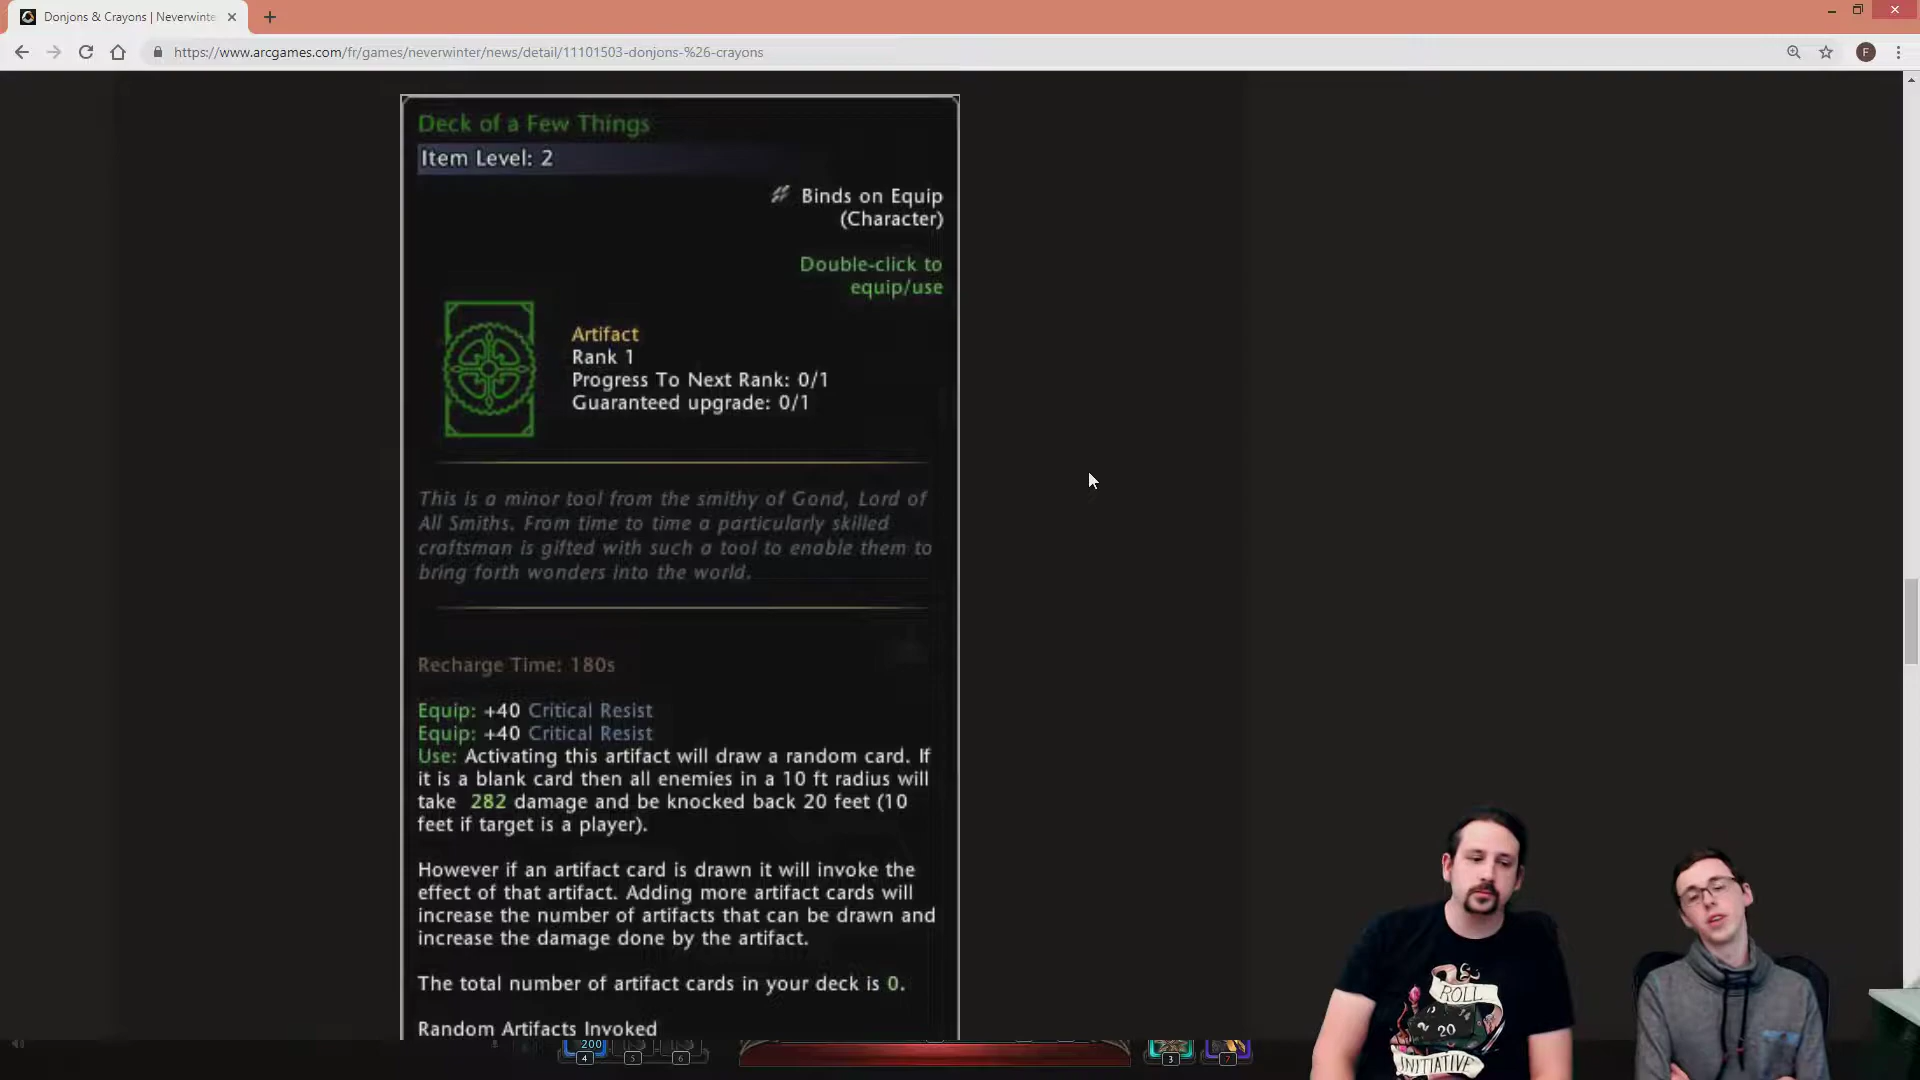 Donjons & Crayons | Neverwinte
https://www.arcgames.com/fr/games/neverwinter/news/detail/11101503-donjons-%26-crayons
F
Deck of a Few Things
Item Level: 2
Binds on Equip
(Character)
Double-click to
equip/use
Artifact
Rank 1
Progress To Next Rank: 0/1
Guaranteed upgrade: 0/1
This is a minor tool from the smithy of Gond, Lord of
All Smiths. From time to time a particularly skilled
craftsman is gifted with such a tool to enable them to
bring forth wonders into the world.
Recharge Time: 180s
Equip: +40 Critical Resist
Equip: +40 Critical Resist
Use: Activating this artifact will draw a random card. If
it is a blank card then all enemies in a 10 ft radius will
take 282 damage and be knocked back 20 feet (10
feet if target is a player).
However if an artifact card is drawn it will invoke the
effect of that artifact. Adding more artifact cards will
increase the number of artifacts that can be drawn and
increase the damage done by the artifact.
The total number of artifact cards in your deck is 0.
Random Artifacts Invoked
200
4
5
6
3
7
ROLL
20
INITIATIVE